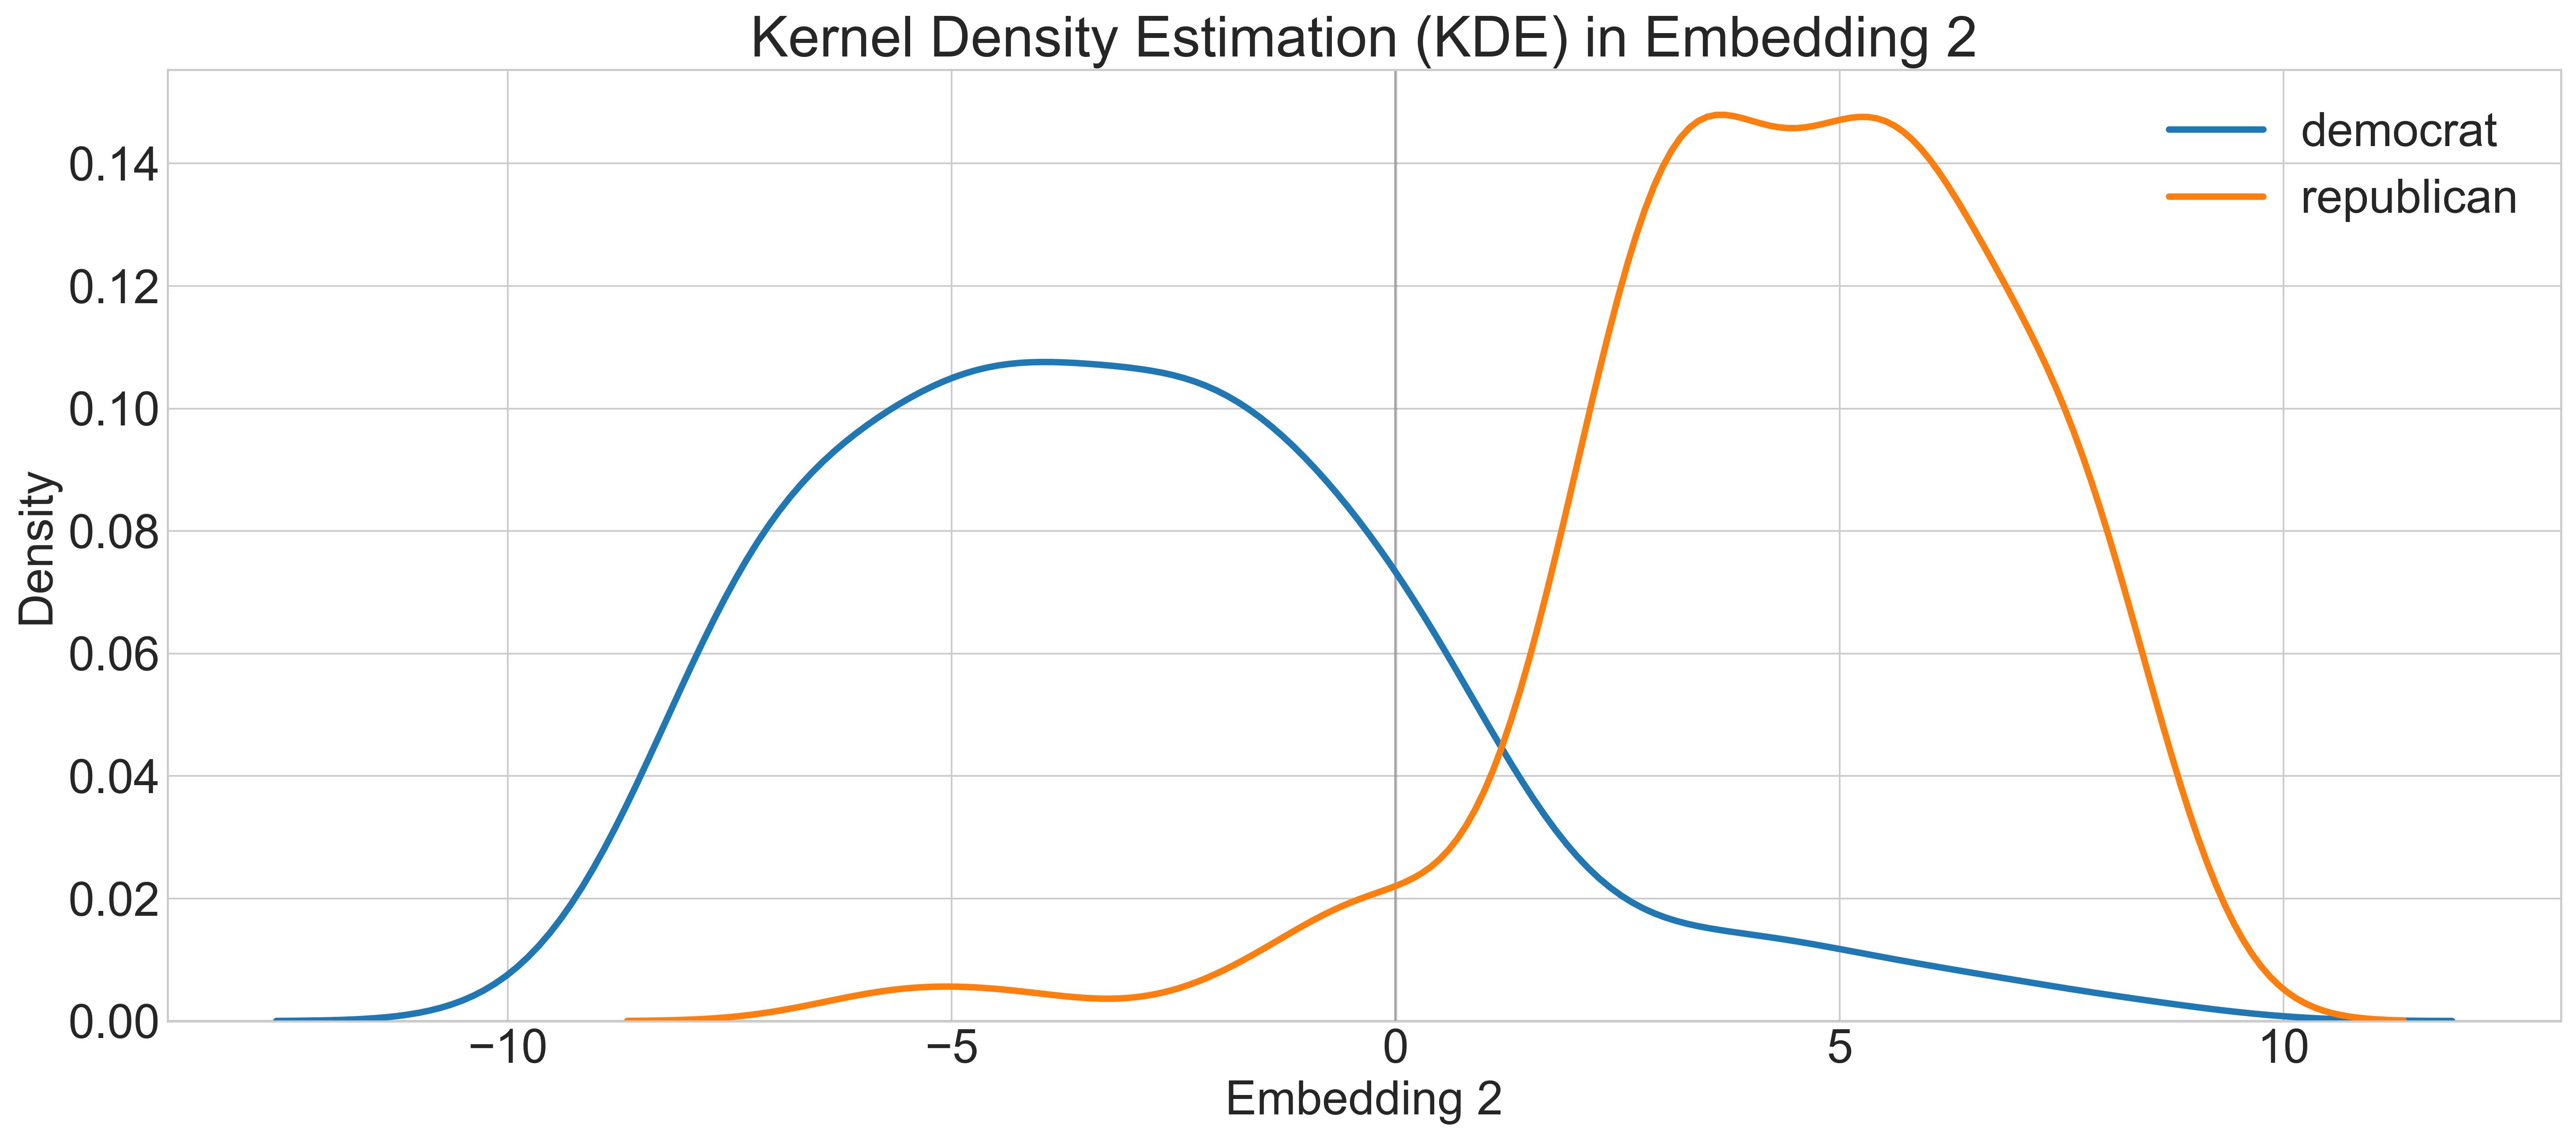 Kernel Density Estimation (KDE) in Embedding 2
democrat
republican
0.14
0.12
0.10
0.08
0.06
0.04
0.02
0.00
Density
−10
−5
0
5
10
Embedding 2